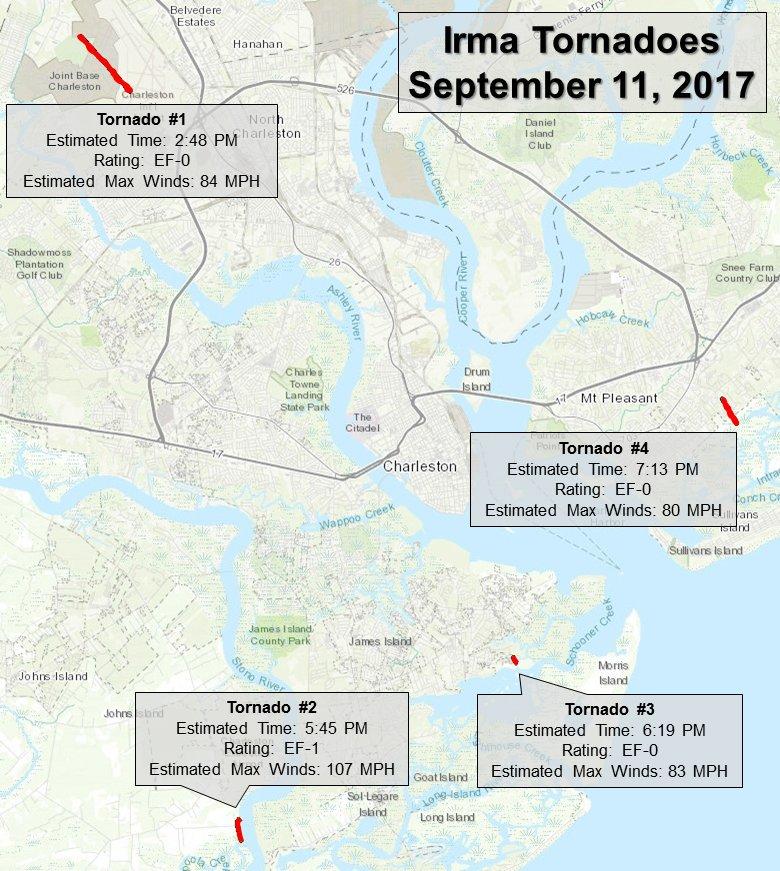 Irma Tornadoes
September 11, 2017
Belvedere
Estates
Hanahan
Joint Base
Charleston
Charleston
526
North
Charleston
Daniel
Island
Club
Clouter Creek
Horlbeck Creek
Tornado #1
Estimated Time: 2:48 PM
Rating: EF-0
Estimated Max Winds: 84 MPH
Shadowmoss
Plantation
Golf Club
26
Ashley River
Cooper River
Snee Farm
Country Club
Hobcaw Creek
Charles
Towne
Landing
State Park
Drum
Island
Mt Pleasant
The
Citadel
17
Charleston
Patriots
Tornado #4
Estimated Time: 7:13 PM
Rating: EF-0
Estimated Max Winds: 80 MPH
Harbor
Island
Sullivans Island
Wappoo Creek
James Island
County Park
James Island
Schooner Creek
Stono River
Morris
Island
Johns Island
Johns Island
Tornado #2
Estimated Time: 5:45 PM
Rating: EF-1
Estimated Max Winds: 107 MPH
Tornado #3
Estimated Time: 6:19 PM
Rating: EF-0
Estimated Max Winds: 83 MPH
Goat Island
Sol Legare
Island
Long Island